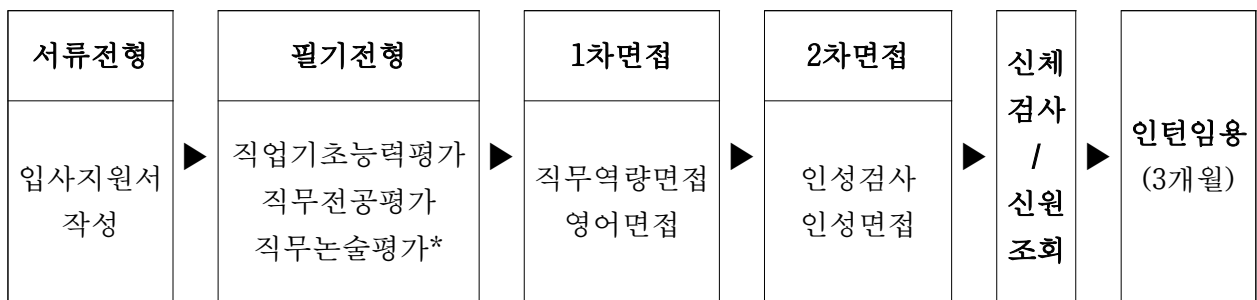 서류전형
입사지원서
작성
▶
필기전형
직업기초능력평가
직무전공평가
직무논술평가*
▶
1차면접
직무역량면접
영어면접
▶
2차면접
인성검사
인성면접
▶
신체
검사
/
신원
조회
▶
인턴임용
(3개월)